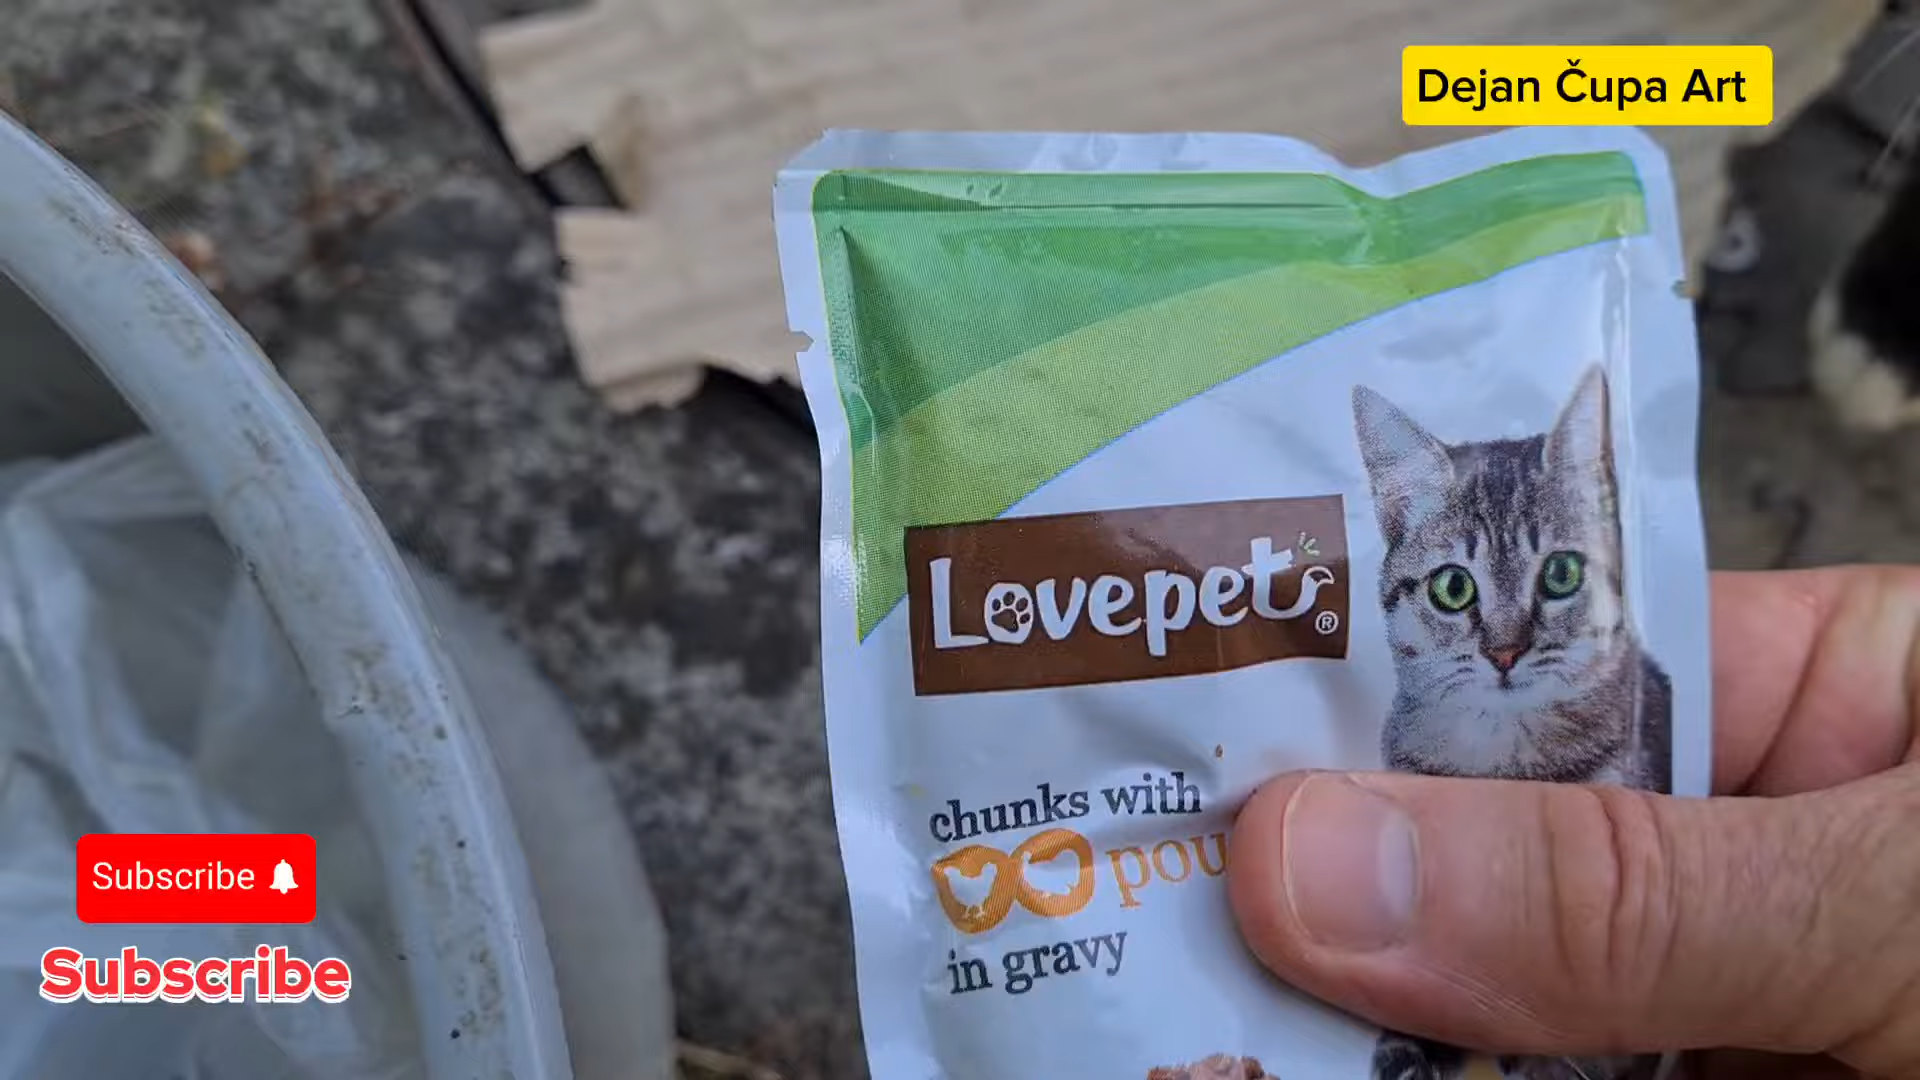 Dejan Čupa Art
Lovepet ®
chunks with
pou
in gravy
Subscribe
Subscribe